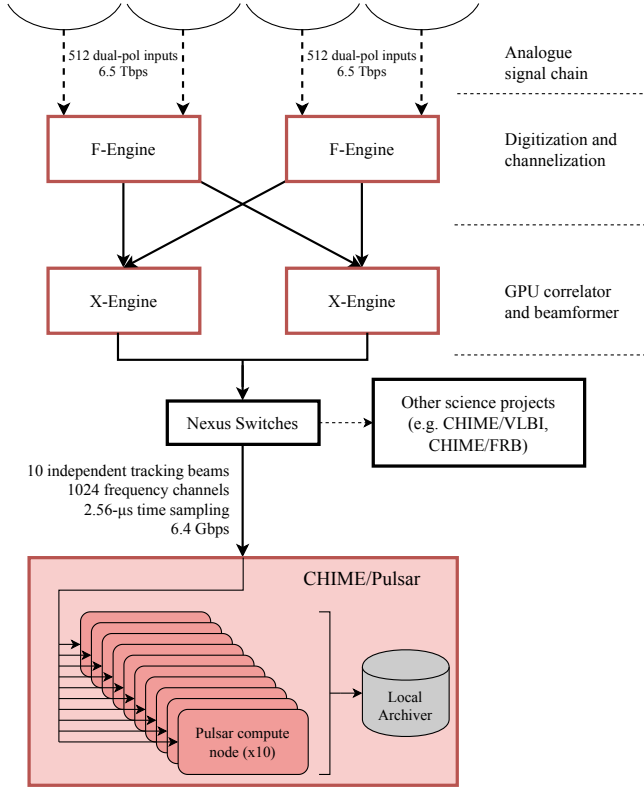 512 dual-pol inputs
6.5 Tbps
512 dual-pol inputs
6.5 Tbps
Analogue
signal chain
F-Engine
F-Engine
Digitization and
channelization
X-Engine
X-Engine
GPU correlator
and beamformer
Nexus Switches
Other science projects
(e.g. CHIME/VLBI,
CHIME/FRB)
10 independent tracking beams
1024 frequency channels
2.56-μs time sampling
6.4 Gbps
CHIME/Pulsar
Pulsar compute
node (x10)
Local
Archiver